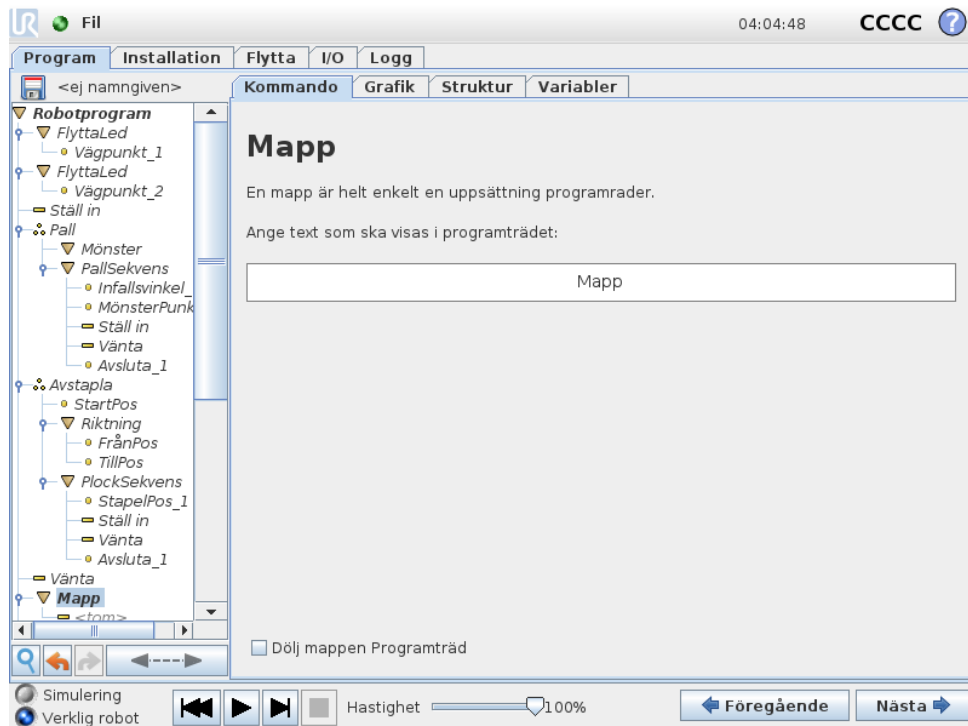 Fil
04:04:48
CCCC
?
Program Installation Flytta I/O Logg
<ej namngiven>
Kommando Grafik Struktur Variabler
Robotprogram
FlyttaLed
Vägpunkt_1
FlyttaLed
Vägpunkt_2
Ställ in
Pall
Mönster
PallSekvens
Infallsvinkel_
MönsterPunk
Ställ in
Vänta
Avsluta_1
Avstapla
StartPos
Riktning
FrånPos
TillPos
PlockSekvens
StapelPos_1
Ställ in
Vänta
Avsluta_1
Vänta
Mapp
<tom>
Mapp
En mapp är helt enkelt en uppsättning programrader.
Ange text som ska visas i programträdet:
Mapp
Dölj mappen Programträd
Simulering
Verklig robot
Hastighet 100%
Föregående
Nästa